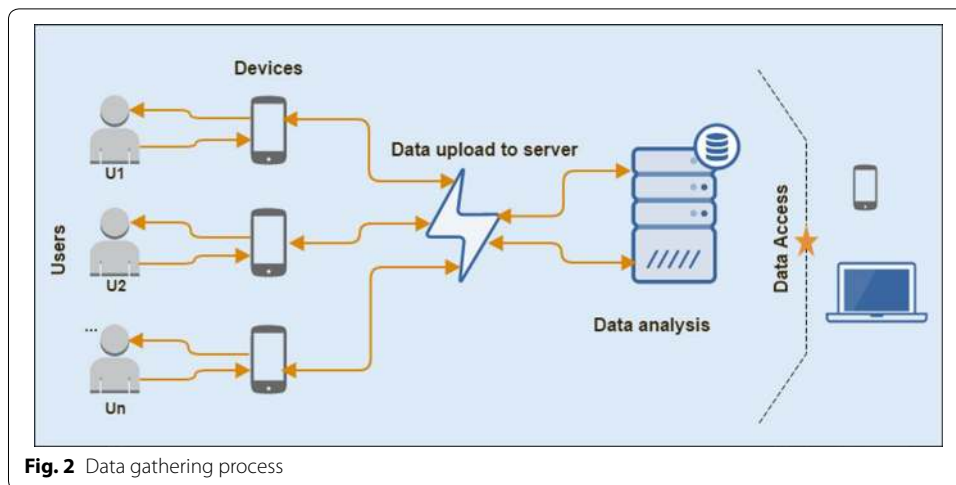 Devices
Data upload to server
U1
Users
U2
Data Access
Data analysis
...
Un
Fig. 2 Data gathering process